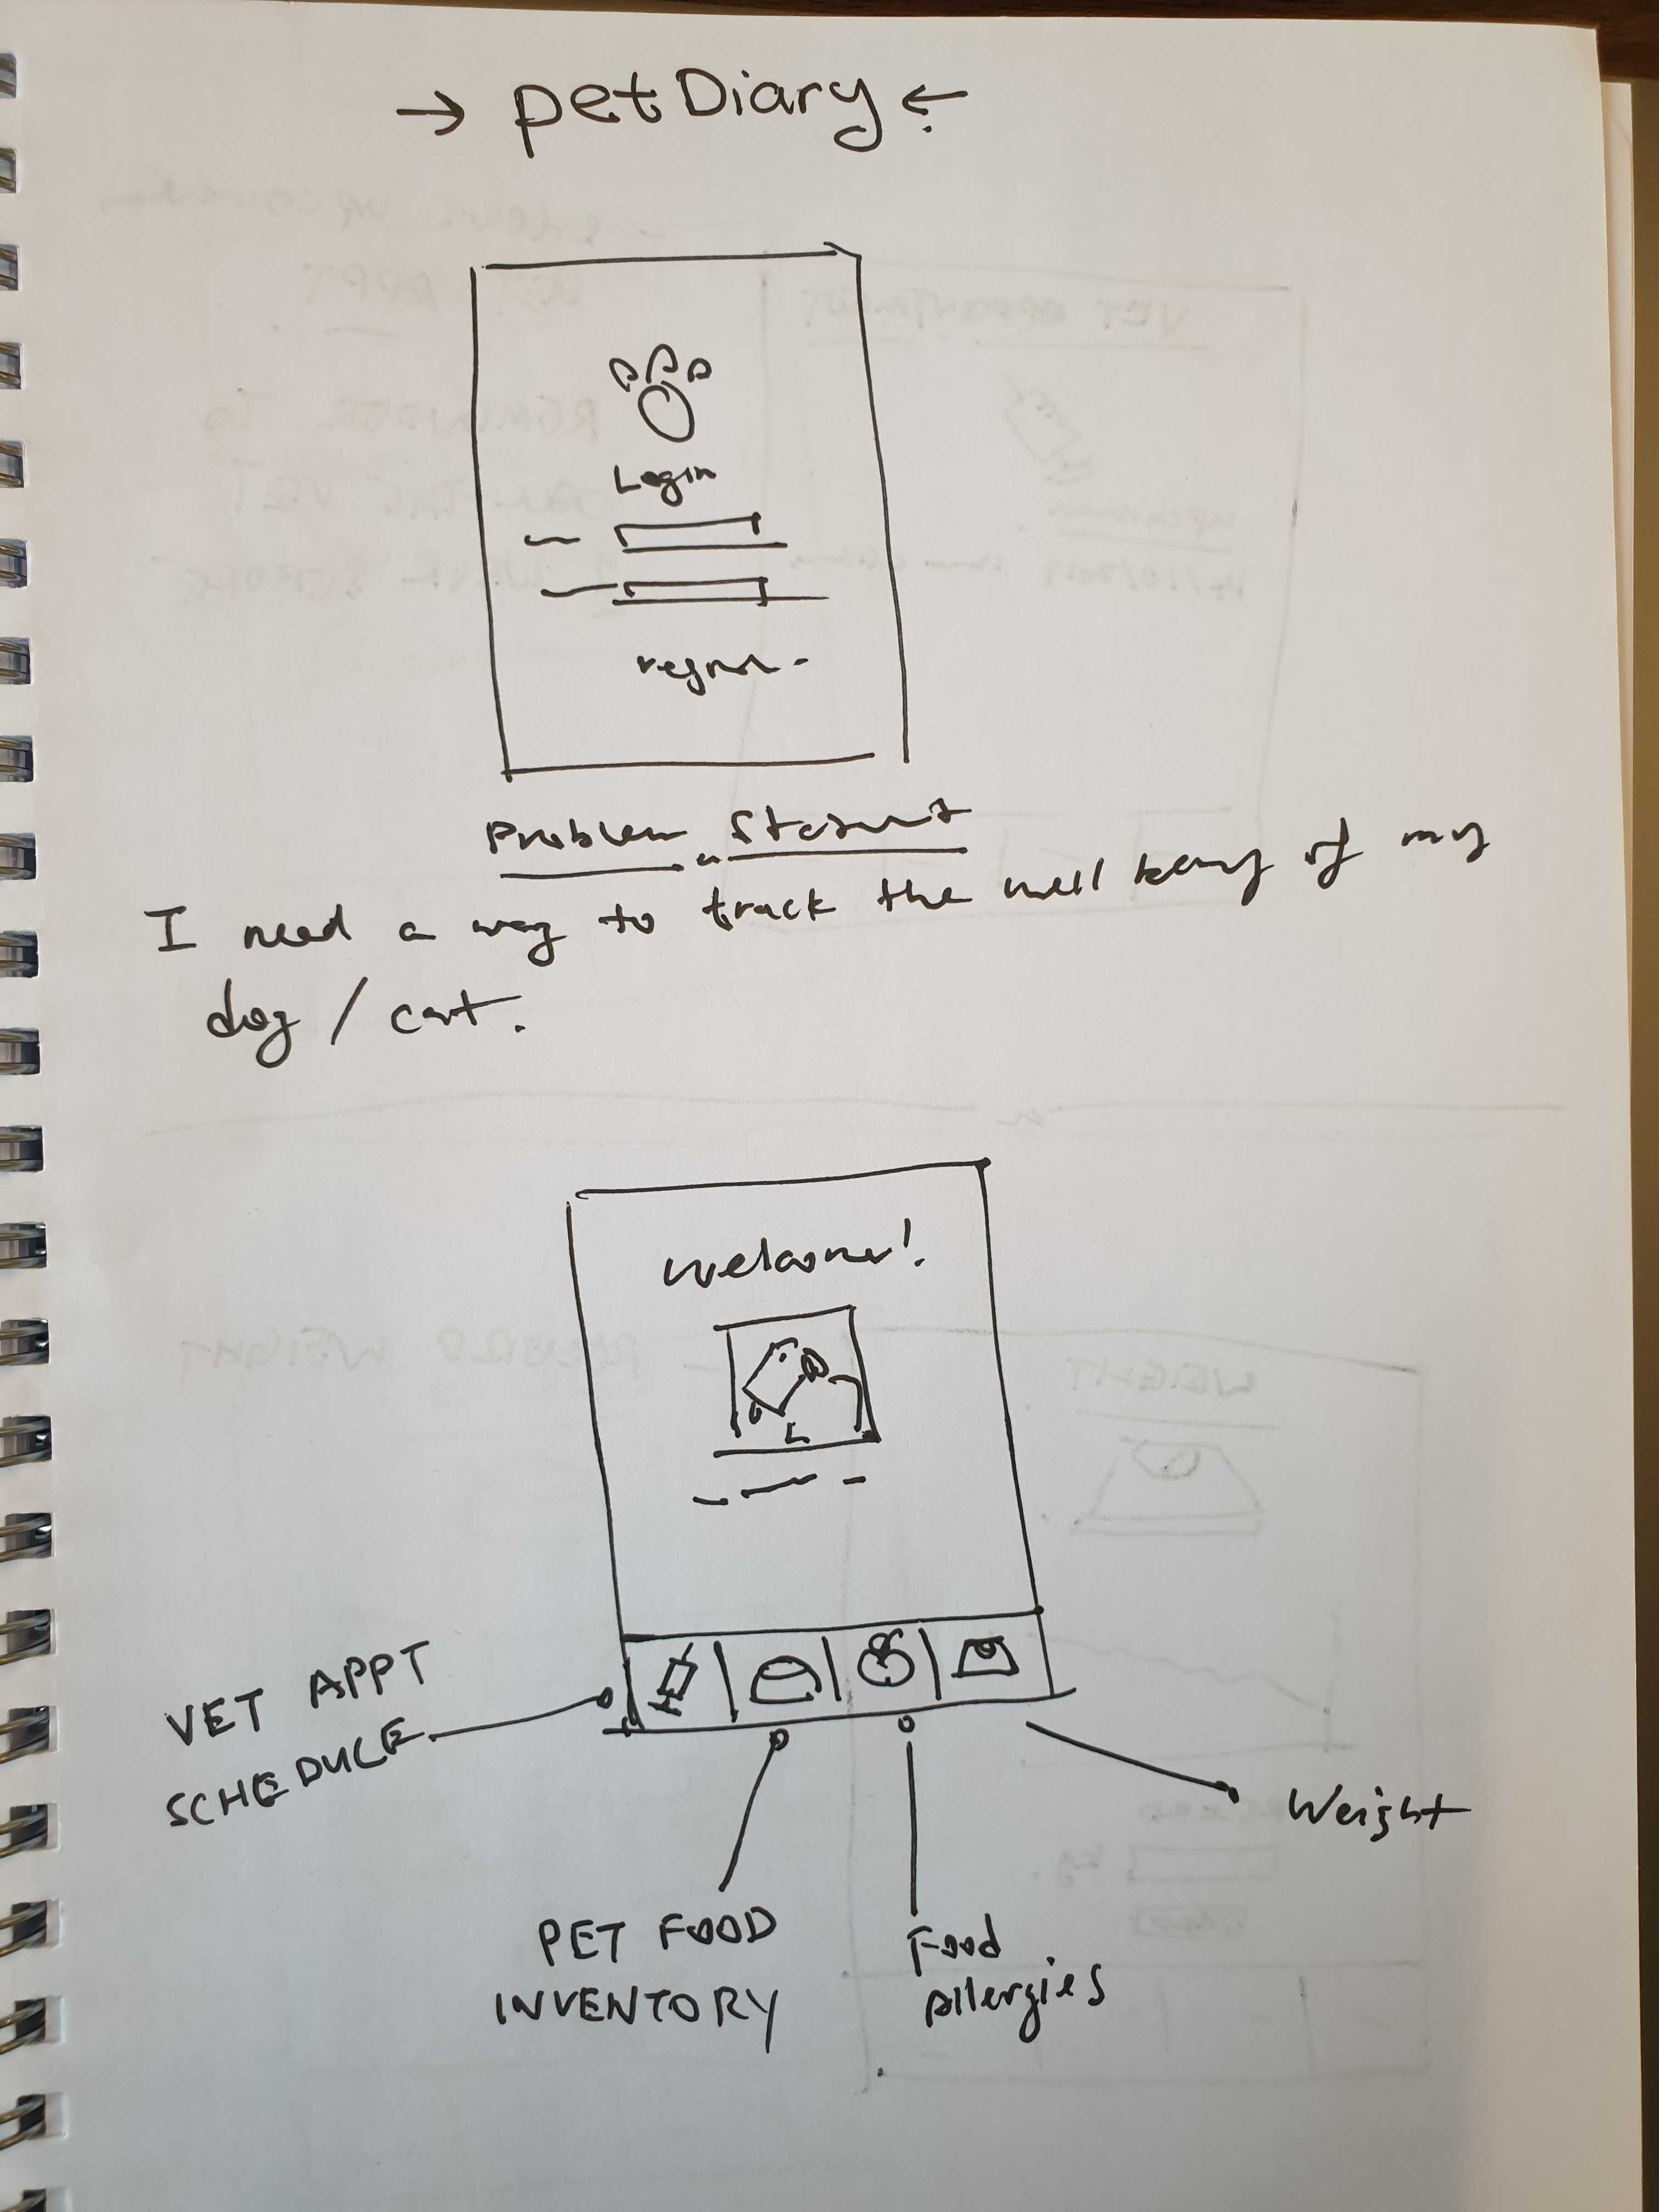 → petDiary ←
Login
Problem Statement
I need a way to track the well being of my
dog / cat.
Welcome!
VET APPT
SCHEDULE
PET FOOD
INVENTORY
Food
Allergies
Weight